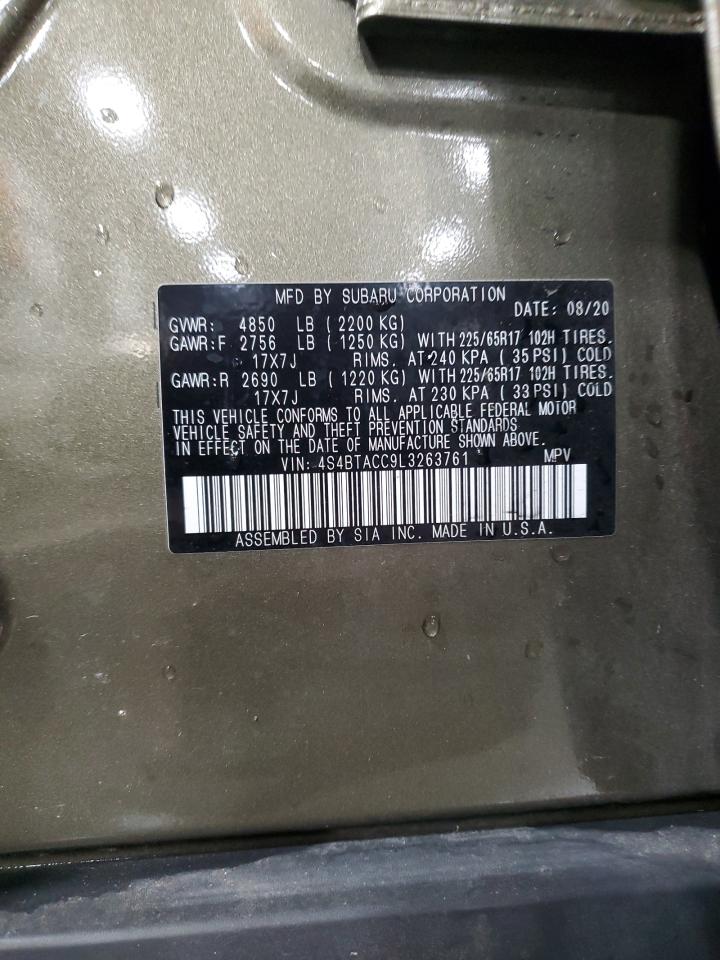 MFD BY SUBARU CORPORATION
DATE: 08/20
GVWR: 4850 LB (2200 KG)
GAWR:F 2756 LB (1250 KG) WITH 225/65R17 102H TIRES.
17X7J RIMS. AT 240 KPA (35 PSI) COLD
GAWR:R 2690 LB (1220 KG) WITH 225/65R17 102H TIRES.
17X7J RIMS. AT 230 KPA (33 PSI) COLD
THIS VEHICLE CONFORMS TO ALL APPLICABLE FEDERAL MOTOR
VEHICLE SAFETY AND THEFT PREVENTION STANDARDS
IN EFFECT ON THE DATE OF MANUFACTURE SHOWN ABOVE.
VIN: 4S4BTACC9L3263761 MPV
ASSEMBLED BY SIA INC. MADE IN U.S.A.